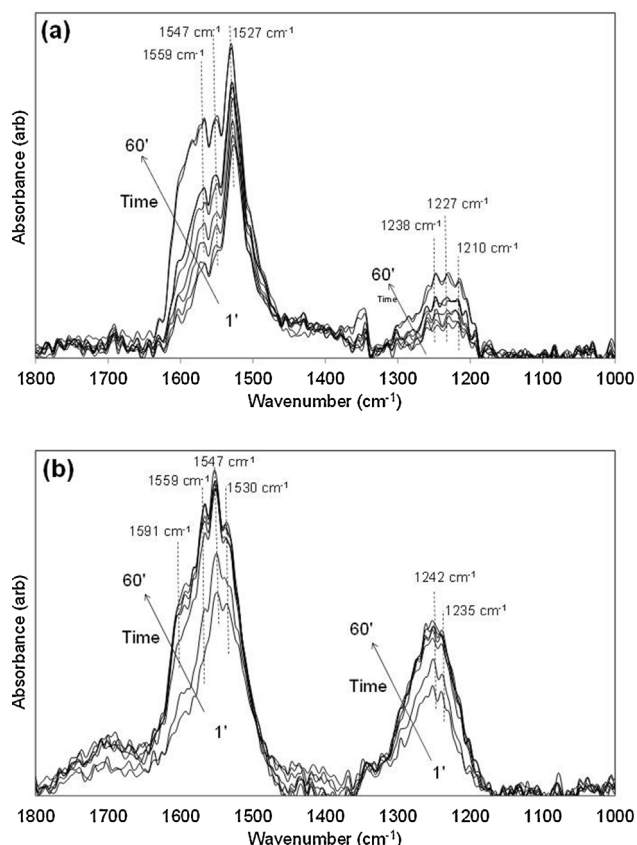 (a)
1547 cm-1
1527 cm-1
1559 cm-1
60'
Time
1'
1227 cm-1
1238 cm-1
1210 cm-1
60'
Time
1'
Absorbance (arb)
1800 1700 1600 1500 1400 1300 1200 1100 1000
Wavenumber (cm-1)
(b)
1547 cm-1
1559 cm-1
1530 cm-1
1591 cm-1
60'
Time
1'
1242 cm-1
1235 cm-1
60'
Time
1'
Absorbance (arb)
1800 1700 1600 1500 1400 1300 1200 1100 1000
Wavenumber (cm-1)